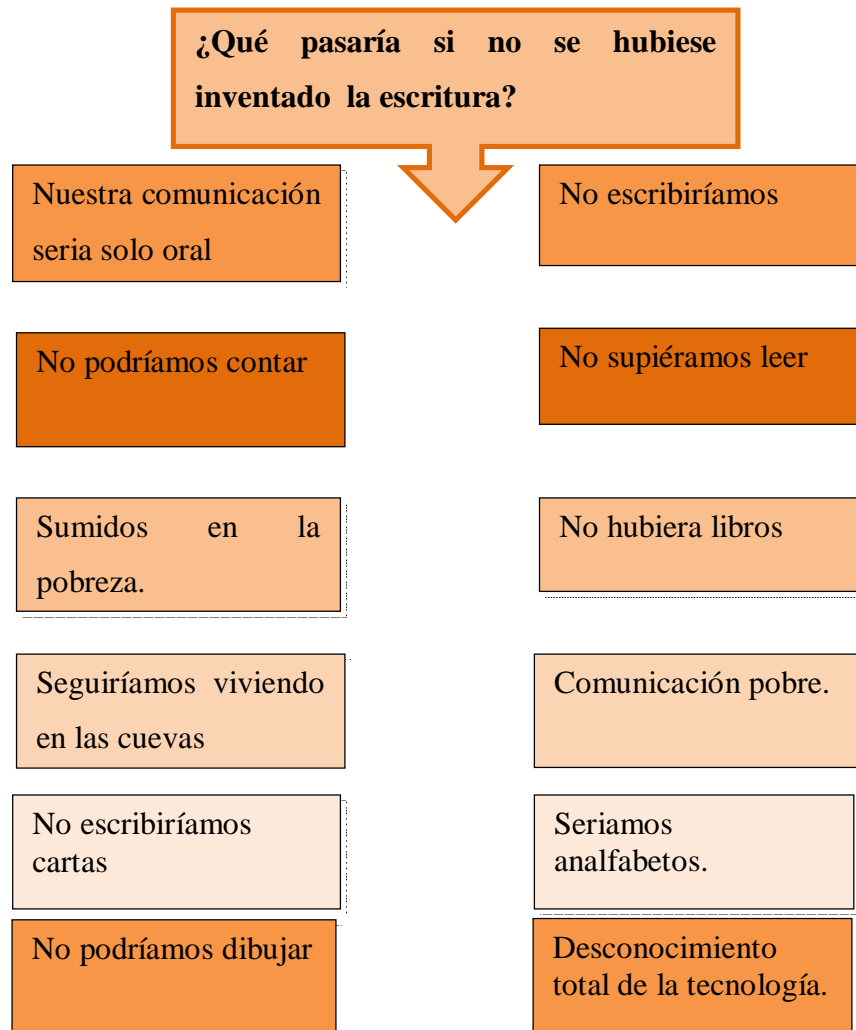 ¿Qué pasaría si no se hubiese
inventado la escritura?
Nuestra comunicación
seria solo oral
No escribiríamos
No podríamos contar
No supiéramos leer
Sumidos en la
pobreza.
No hubiera libros
Seguiríamos viviendo
en las cuevas
Comunicación pobre.
No escribiríamos
cartas
Seriamos
analfabetos.
No podríamos dibujar
Desconocimiento
total de la tecnología.